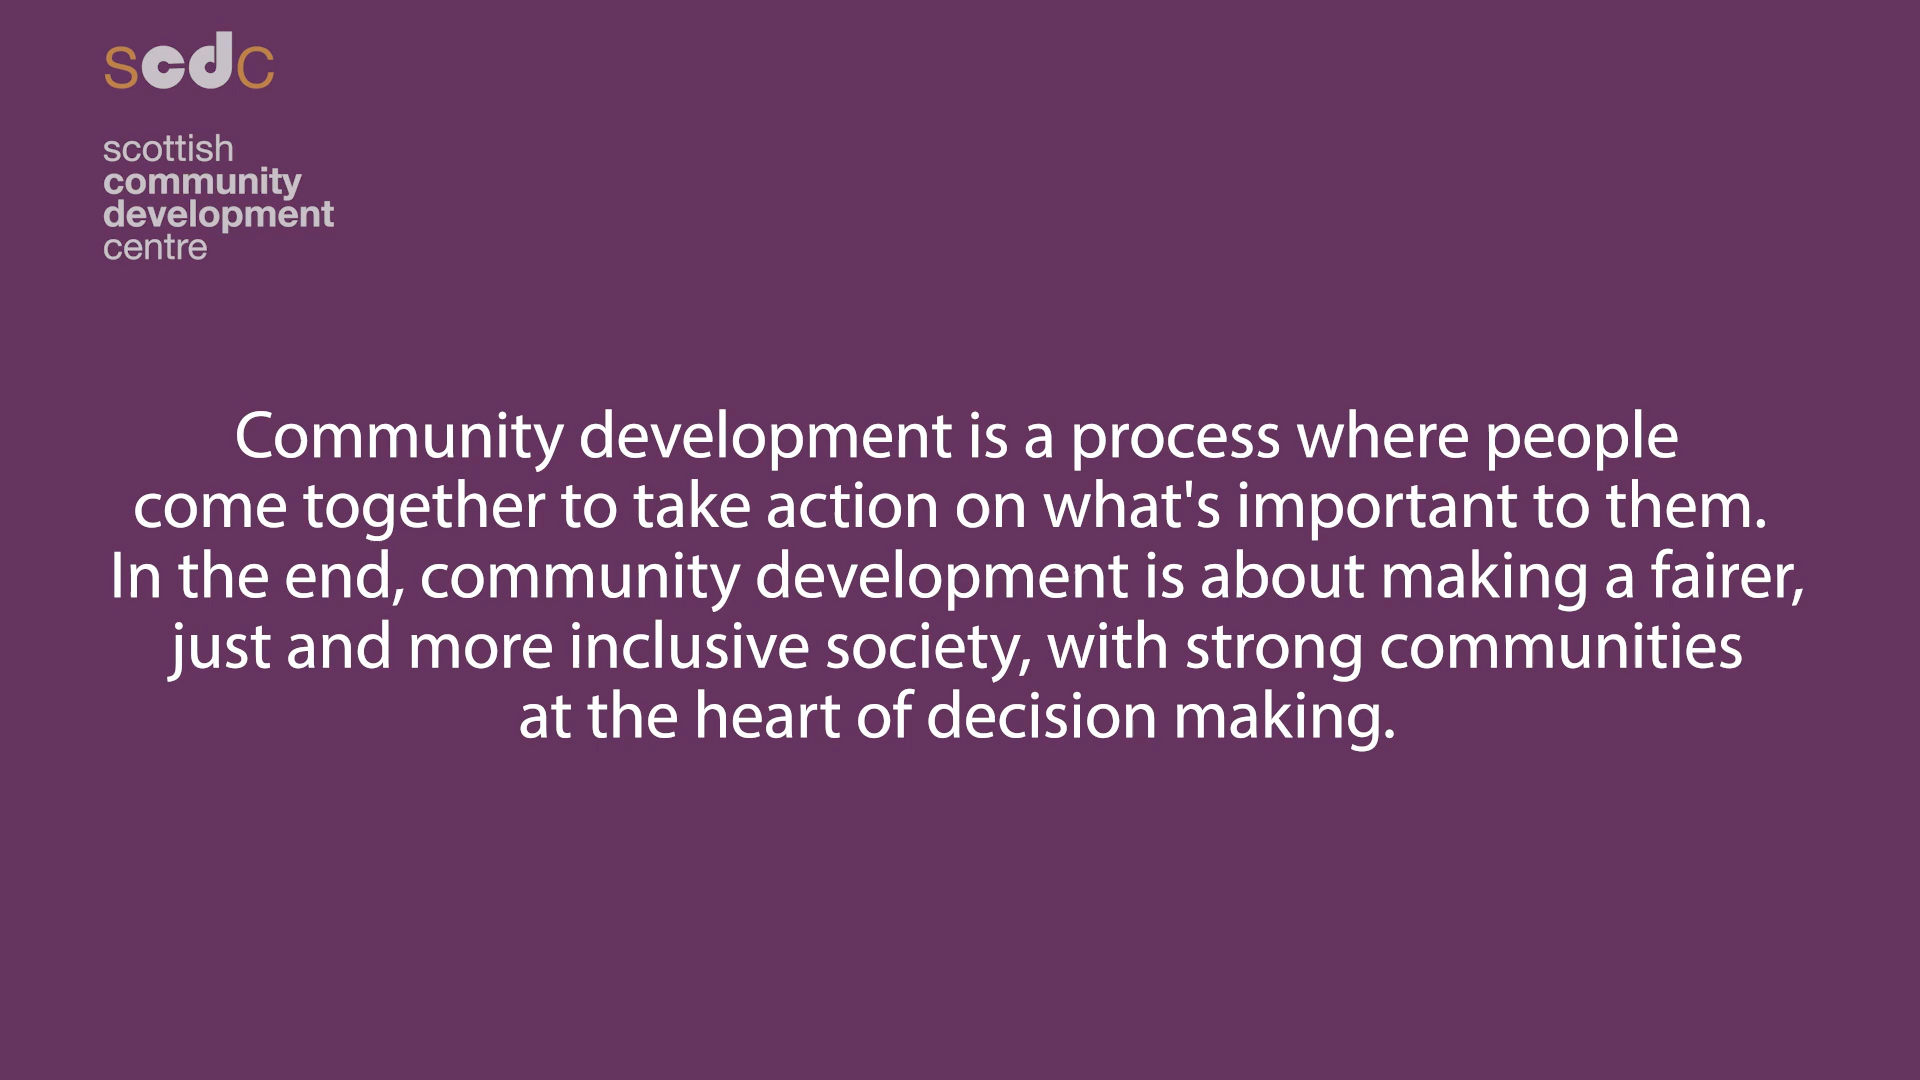 scdc
scottish
community
development
centre
Community development is a process where people
come together to take action on what's important to them.
In the end, community development is about making a fairer,
just and more inclusive society, with strong communities
at the heart of decision making.